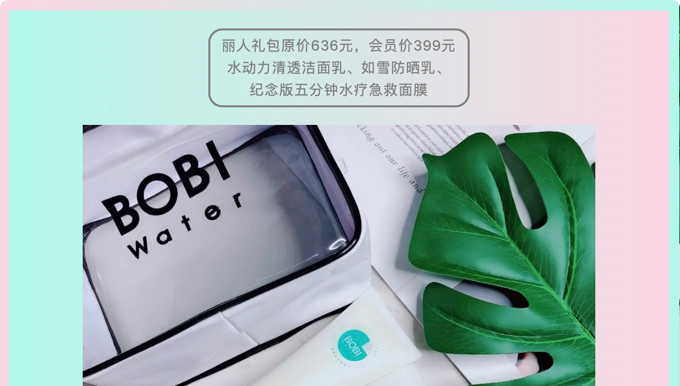 丽人礼包原价636元，会员价399元
水动力清透洁面乳、如雪防晒乳、
纪念版五分钟水疗急救面膜
BOBI
water
BOBI